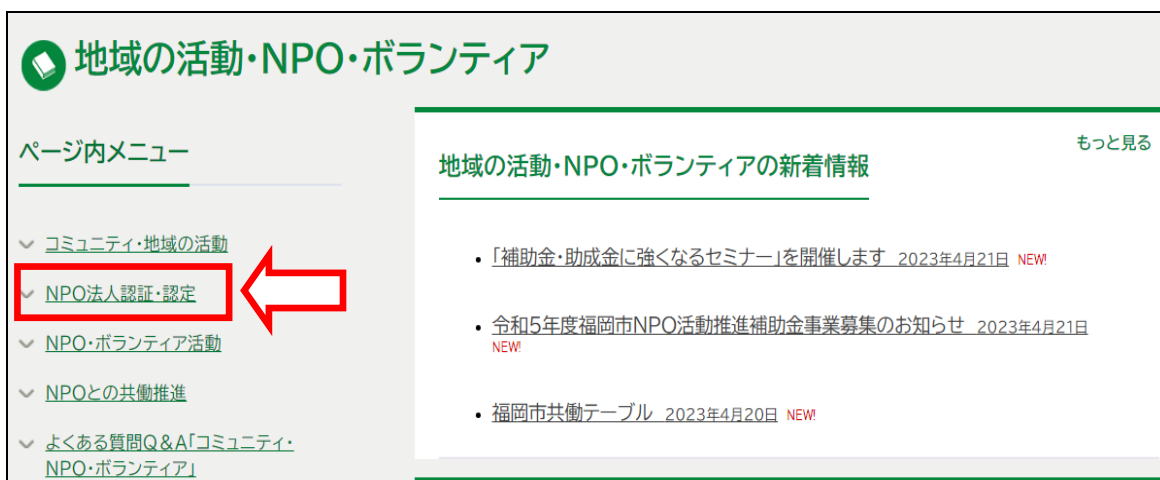 地域の活動・NPO・ボランティア
ページ内メニュー
コミュニティ・地域の活動
NPO法人認証・認定
NPO・ボランティア活動
NPOとの共働推進
よくある質問Q&A「コミュニティ・
NPO・ボランティア」
もっと見る
地域の活動・NPO・ボランティアの新着情報
「補助金・助成金に強くなるセミナー」を開催します 2023年4月21日 NEW!
令和5年度福岡市NPO活動推進補助金事業募集のお知らせ 2023年4月21日
NEW!
福岡市共働テーブル 2023年4月20日 NEW!